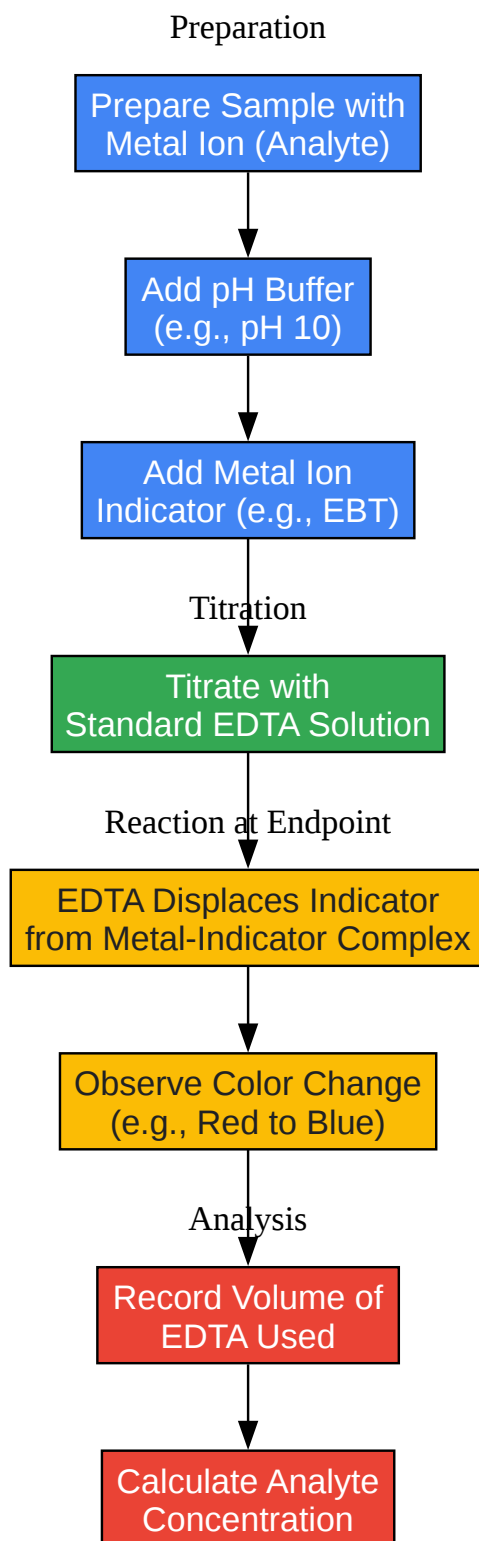 Preparation
Prepare Sample with
Metal Ion (Analyte)
Add pH Buffer
(e.g., pH 10)
Add Metal Ion
Indicator (e.g., EBT)
Titration
Titrate with
Standard EDTA Solution
Reaction at Endpoint
EDTA Displaces Indicator
from Metal-Indicator Complex
Observe Color Change
(e.g., Red to Blue)
Analysis
Record Volume of
EDTA Used
Calculate Analyte
Concentration